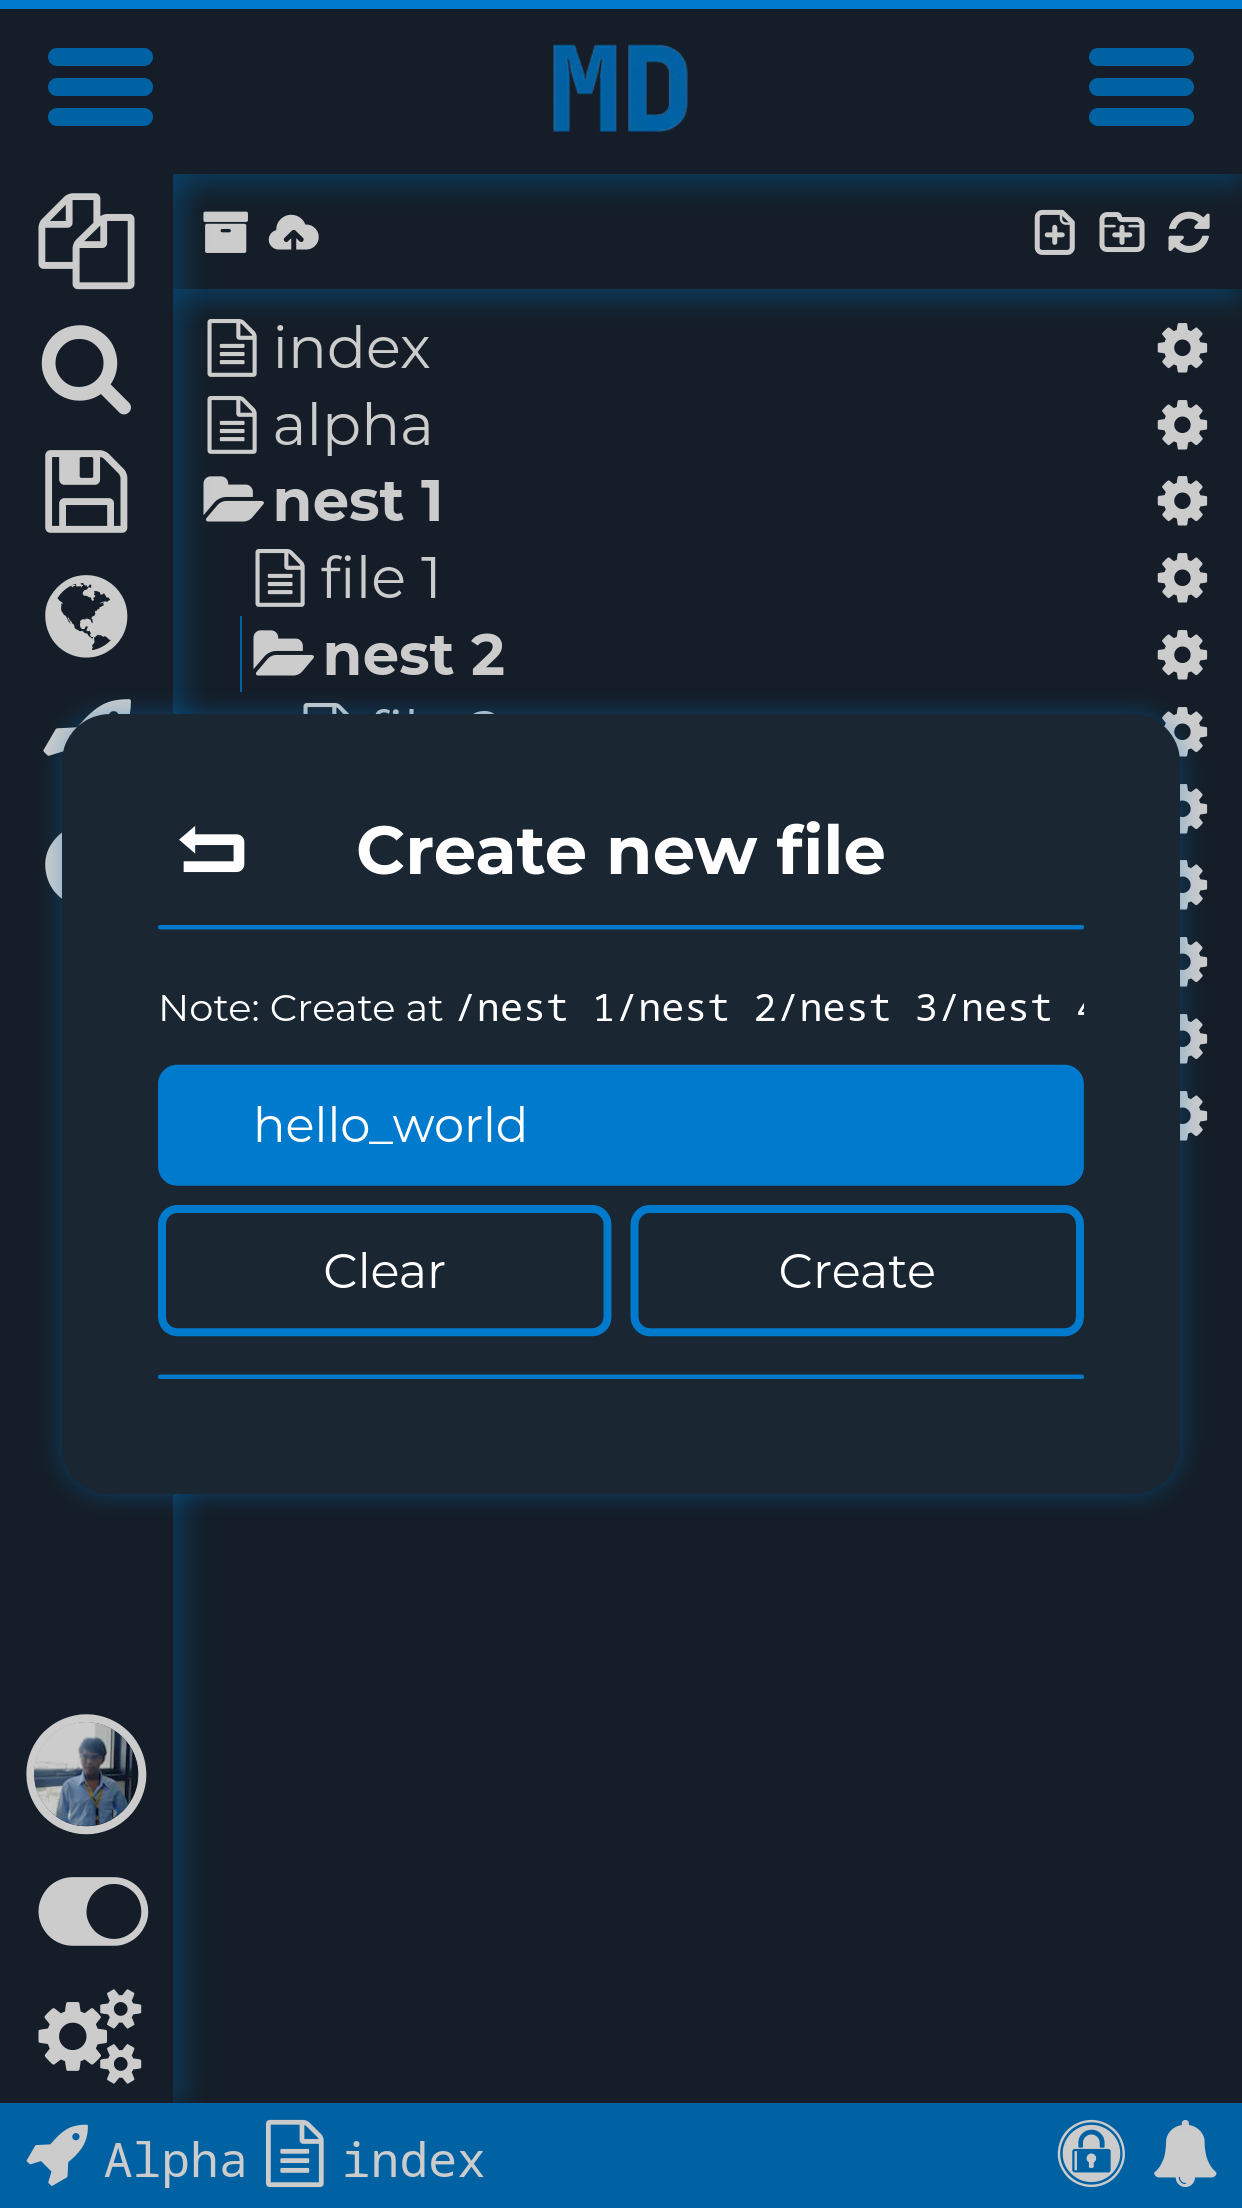 MD
index
alpha
nest 1
file 1
nest 2
Create new file
Note: Create at /nest 1/nest 2/nest 3/nest
hello_world
Clear Create
Alpha index